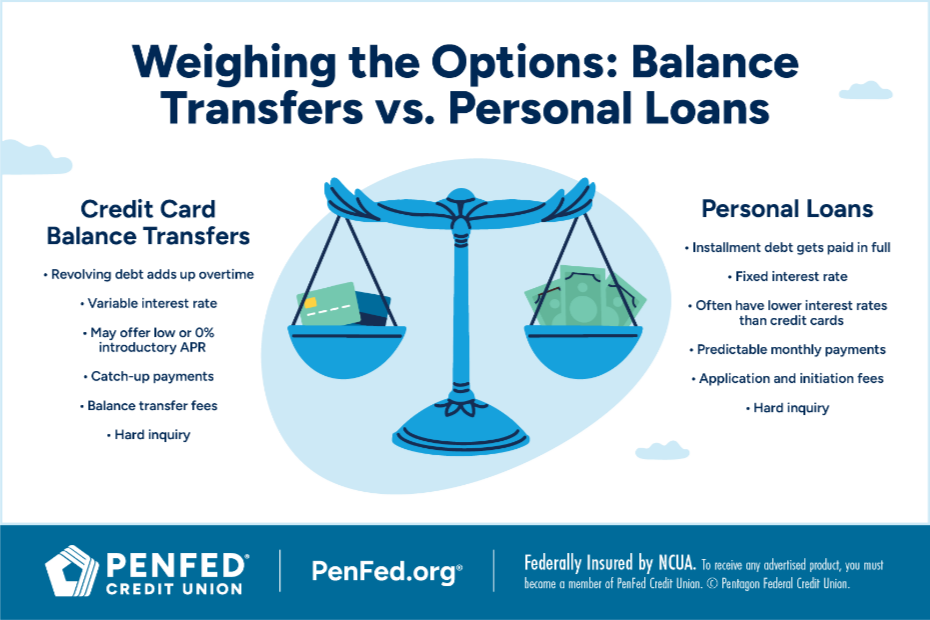 Weighing the Options: Balance
Transfers vs. Personal Loans
Credit Card
Balance Transfers
• Revolving debt adds up overtime
• Variable interest rate
• May offer low or 0%
introductory APR
• Catch-up payments
• Balance transfer fees
• Hard inquiry
Personal Loans
• Installment debt gets paid in full
• Fixed interest rate
• Often have lower interest rates
than credit cards
• Predictable monthly payments
• Application and initiation fees
• Hard inquiry
PENFED®
CREDIT UNION
PenFed.org®
Federally Insured by NCUA. To receive any advertised product, you must
become a member of PenFed Credit Union. © Pentagon Federal Credit Union.